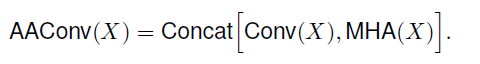 AAConv(X) = Concat[Conv(X), MHA(X)].